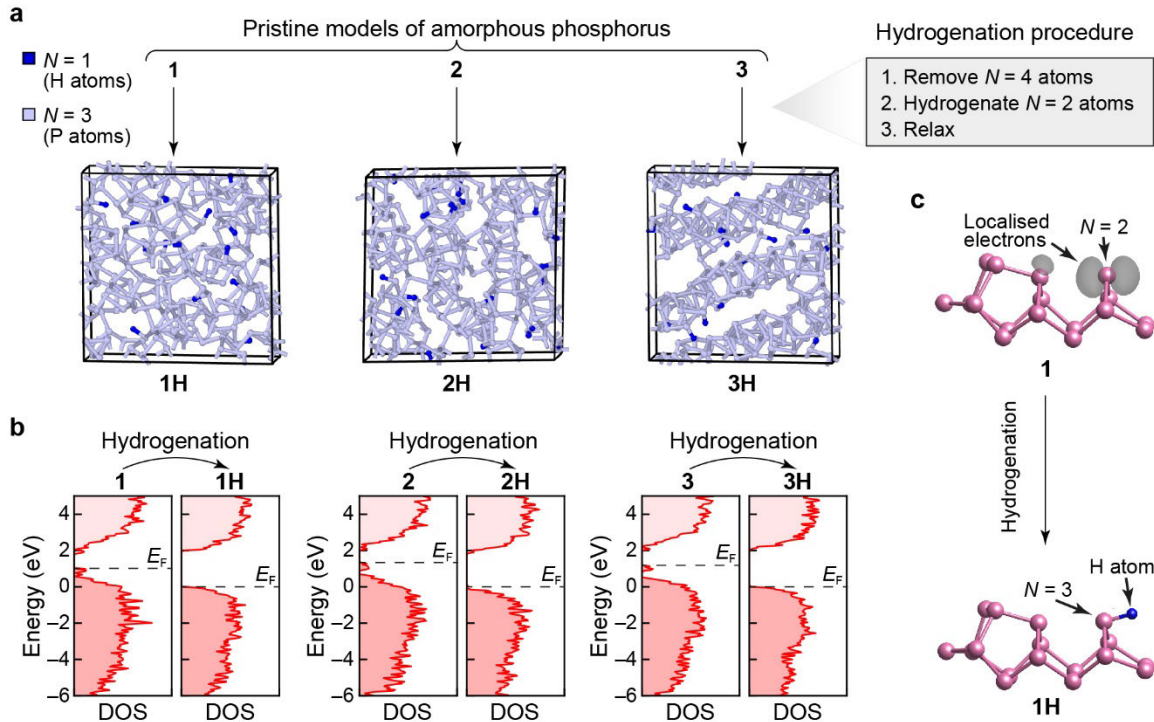 a
Pristine models of amorphous phosphorus
Hydrogenation procedure
N = 1
(H atoms)
N = 3
(P atoms)
1
2
3
1. Remove N = 4 atoms
2. Hydrogenate N = 2 atoms
3. Relax
1H
2H
3H
c
Localised
electrons
N = 2
1
Hydrogenation
H atom
N = 3
1H
b
Hydrogenation
1
1H
Energy (eV)
4
2
0
−2
−4
−6
EF
EF
DOS
DOS
Hydrogenation
2
2H
Energy (eV)
4
2
0
−2
−4
−6
EF
EF
DOS
DOS
Hydrogenation
3
3H
Energy (eV)
4
2
0
−2
−4
−6
EF
EF
DOS
DOS